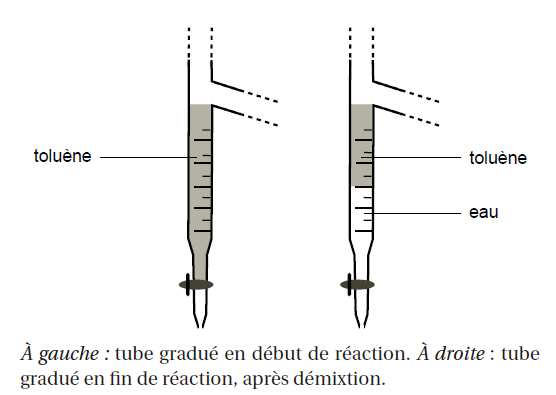 toluène
toluène
eau
À gauche : tube gradué en début de réaction. À droite : tube
gradué en fin de réaction, après démixtion.